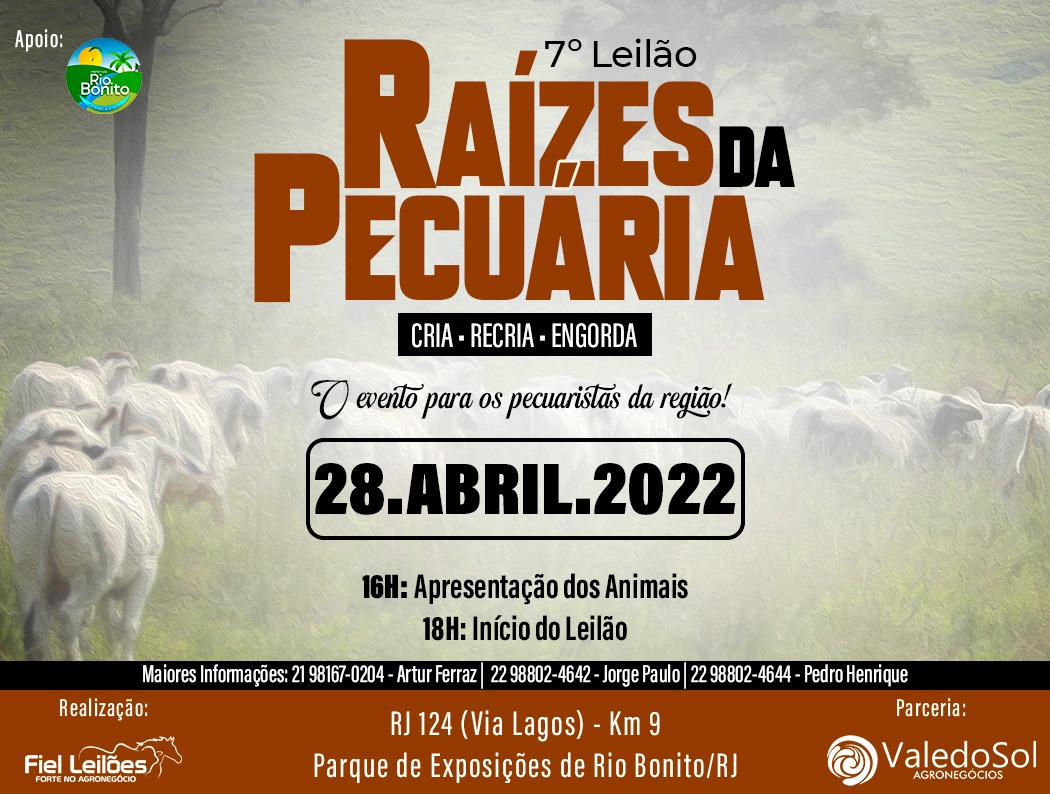 Apoio:
Rio
Bonito
7º Leilão
RAÍZES DA
PECUÁRIA
CRIA • RECRIA • ENGORDA
O evento para os pecuaristas da região!
28.ABRIL.2022
16H: Apresentação dos Animais
18H: Início do Leilão
Maiores Informações: 21 98167-0204 - Artur Ferraz | 22 98802-4642 - Jorge Paulo | 22 98802-4644 - Pedro Henrique
Realização:
Fiel Leilões
FORTE NO AGRONEGÓCIO
RJ 124 (Via Lagos) - Km 9
Parque de Exposições de Rio Bonito/RJ
Parceria:
ValedoSol
AGRONEGÓCIOS